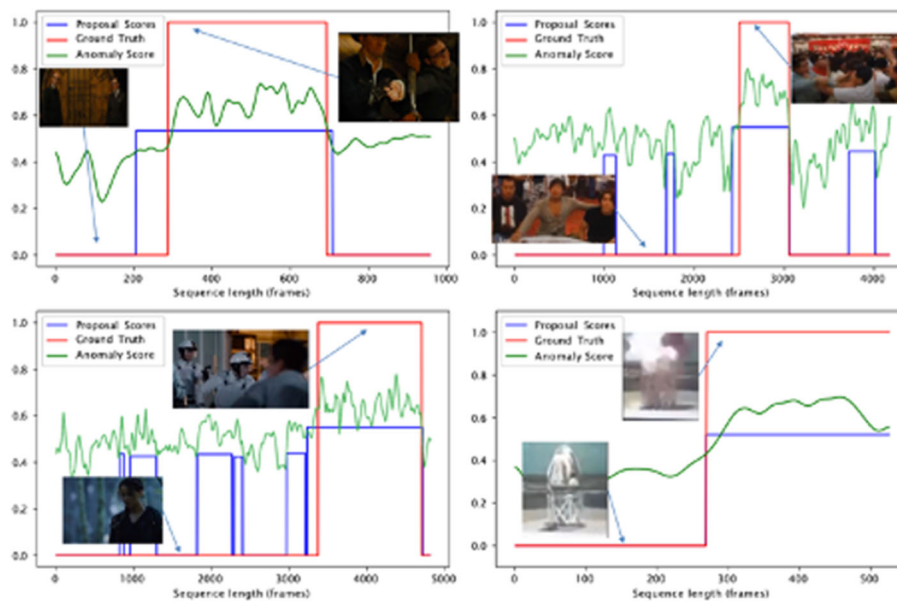 1.0
0.8
0.6
0.4
0.2
0.0
Proposal Scores
Ground Truth
Anomaly Score
0 200 400 600 800 1000
Sequence length (frames)
1.0
0.8
0.6
0.4
0.2
0.0
Proposal Scores
Ground Truth
Anomaly Score
0 1000 2000 3000 4000
Sequence length (frames)
1.0
0.8
0.6
0.4
0.2
0.0
Proposal Scores
Ground Truth
Anomaly Score
0 1000 2000 3000 4000 5000
Sequence length (frames)
1.0
0.8
0.6
0.4
0.2
0.0
Proposal Scores
Ground Truth
Anomaly Score
0 100 200 300 400 500
Sequence length (frames)